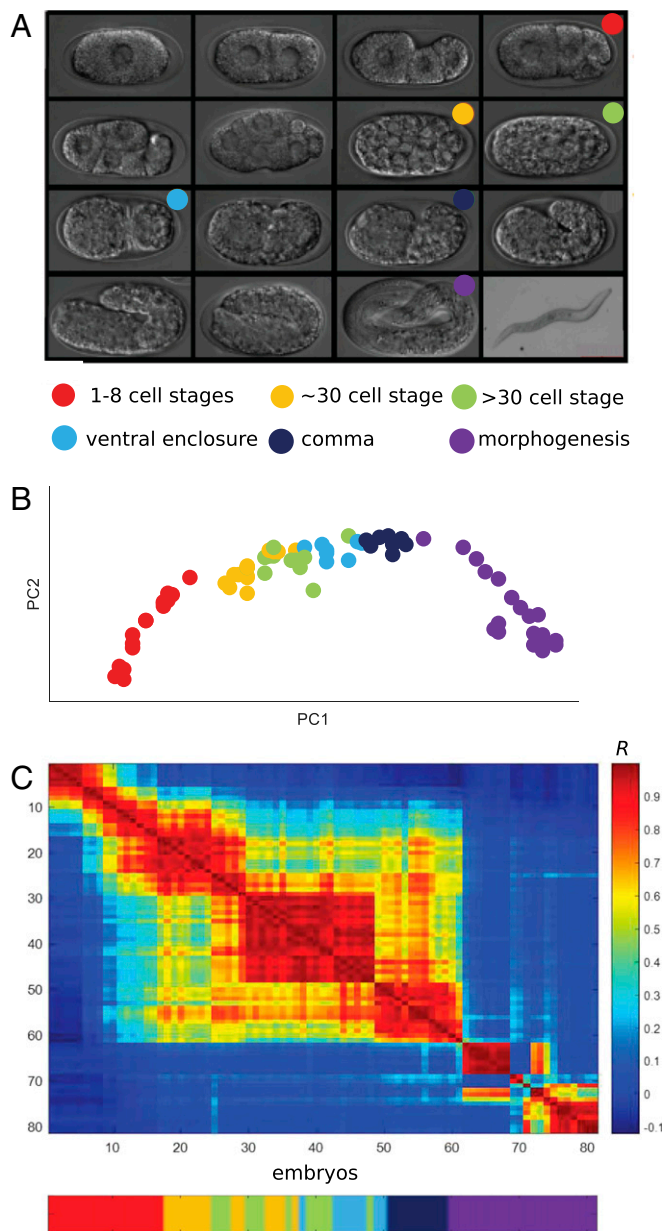 A
1-8 cell stages
~30 cell stage
>30 cell stage
ventral enclosure
comma
morphogenesis
B
PC2
PC1
C
R
10
20
30
40
50
60
70
80
10
20
30
40
50
60
70
80
embryos
0.9
0.8
0.7
0.6
0.5
0.4
0.3
0.2
0.1
0
-0.1